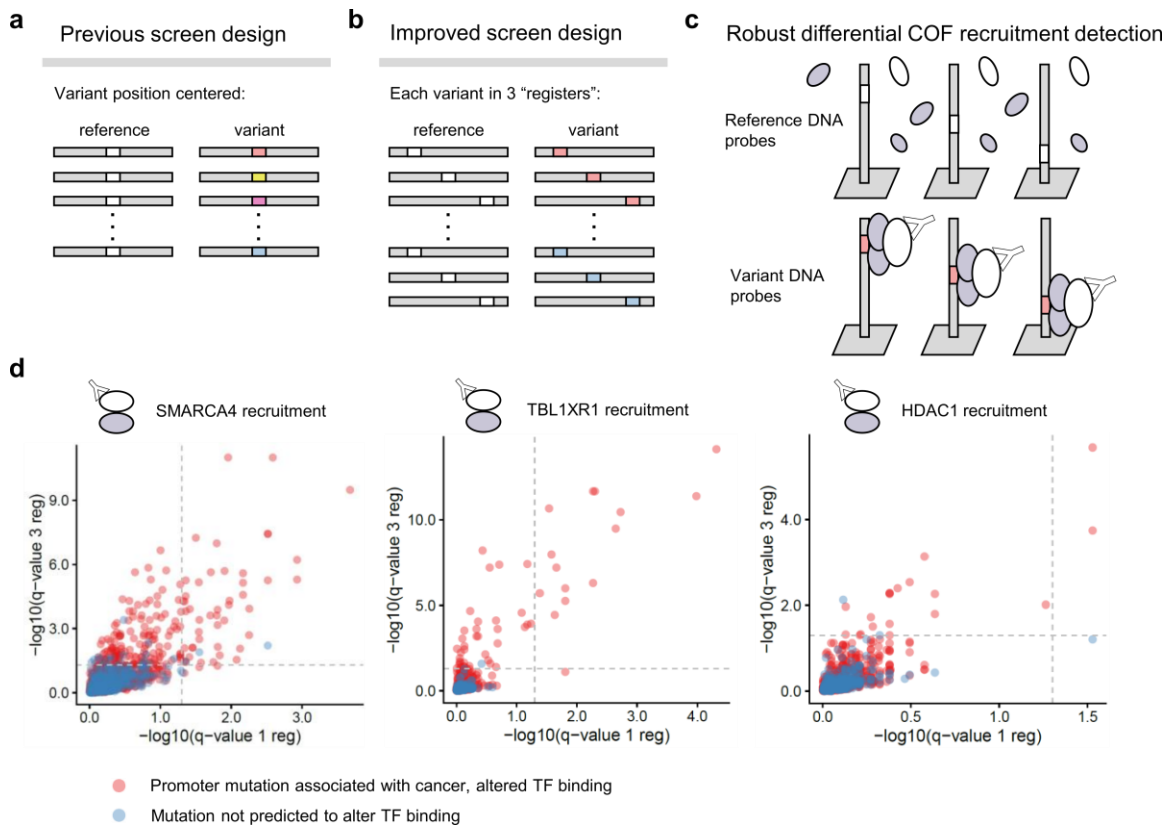 a
Previous screen design
Variant position centered:
reference variant
b
Improved screen design
Each variant in 3 “registers”:
reference variant
c
Robust differential COF recruitment detection
Reference DNA
probes
Variant DNA
probes
d
SMARCA4 recruitment
−log10(q−value 3 reg)
9.0
6.0
3.0
0.0
0.0 1.0 2.0 3.0
−log10(q−value 1 reg)
TBL1XR1 recruitment
−log10(q−value 3 reg)
10.0
5.0
0.0
0.0 1.0 2.0 3.0 4.0
−log10(q−value 1 reg)
HDAC1 recruitment
−log10(q−value 3 reg)
4.0
2.0
0.0
0.0 0.5 1.0 1.5
−log10(q−value 1 reg)
Promoter mutation associated with cancer, altered TF binding
Mutation not predicted to alter TF binding